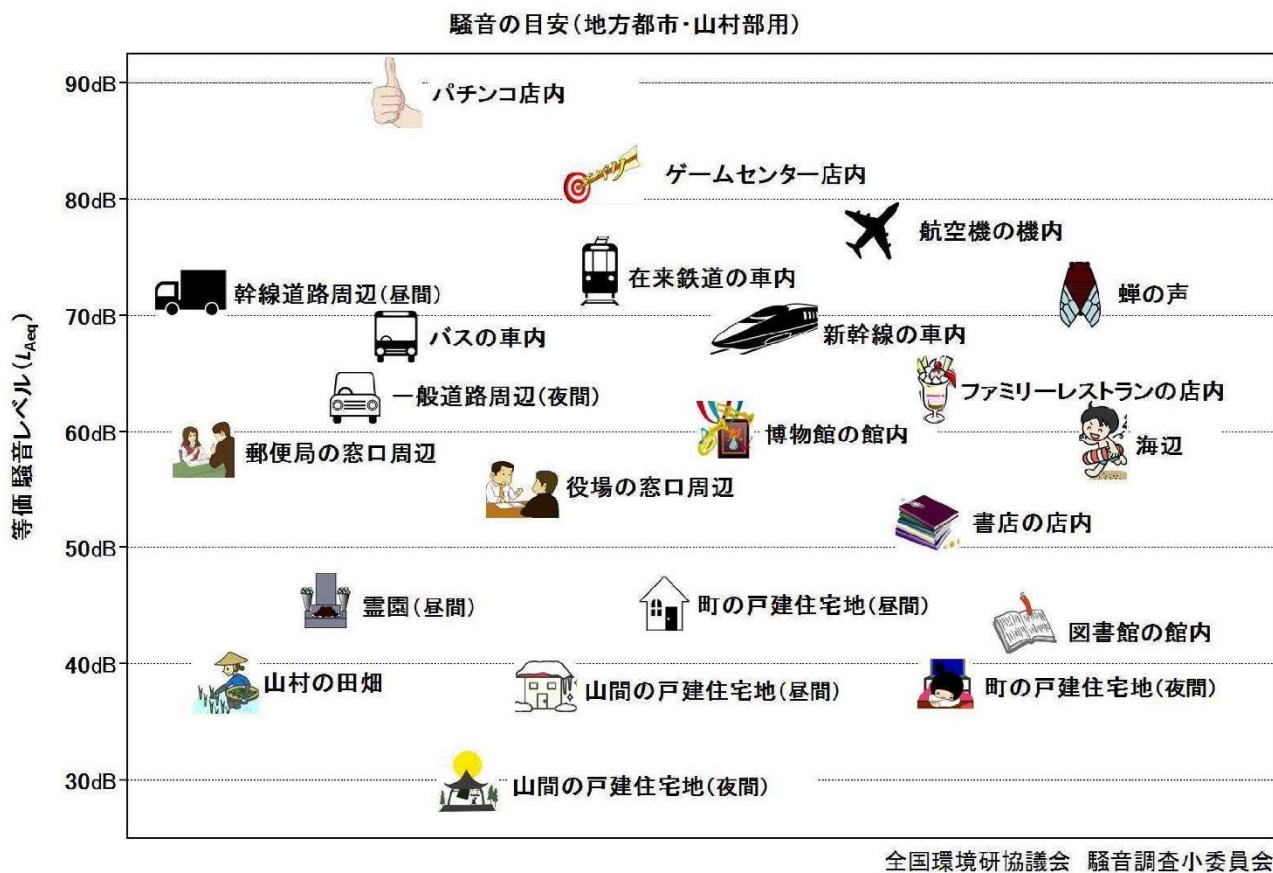 騒音の目安(地方都市・山村部用)
90dB
パチンコ店内
ゲームセンター店内
80dB
航空機の機内
在来鉄道の車内
幹線道路周辺(昼間)
蝉の声
70dB
バスの車内
新幹線の車内
一般道路周辺(夜間)
ファミリーレストランの店内
60dB
郵便局の窓口周辺
博物館の館内
海辺
役場の窓口周辺
書店の店内
50dB
霊園(昼間)
町の戸建住宅地(昼間)
図書館の館内
40dB
山村の田畑
山間の戸建住宅地(昼間)
町の戸建住宅地(夜間)
30dB
山間の戸建住宅地(夜間)
等価騒音レベル(LAeq)
全国環境研協議会 騒音調査小委員会